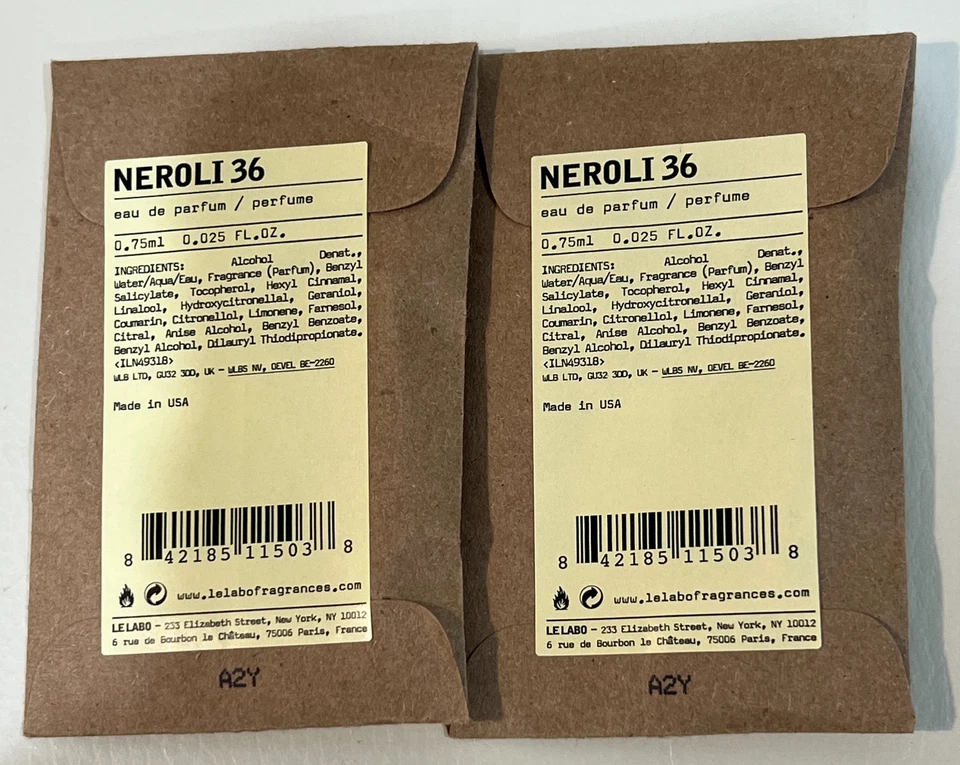 NEROLI 36
eau de parfum / perfume
0.75ml 0.025 FL.OZ.
INGREDIENTS: Alcohol Denat.,
Water/Aqua/Eau, Fragrance (Parfum), Benzyl
Salicylate, Tocopherol, Hexyl Cinnamal,
Linalool, Hydroxycitronellal, Geraniol,
Coumarin, Citronellol, Limonene, Farnesol,
Citral, Anise Alcohol, Benzyl Benzoate,
Benzyl Alcohol, Dilauryl Thiodipropionate.
<ILN49318>
WLB LTD, GU32 3DD, UK - WLBS NV, OEVEL BE-2260
Made in USA
8 42185 11503 8
www.lelabofragrances.com
LE LABO - 233 Elizabeth Street, New York, NY 10012
6 rue de Bourbon le Château, 75006 Paris, France
A2Y
NEROLI 36
eau de parfum / perfume
0.75ml 0.025 FL.OZ.
INGREDIENTS: Alcohol Denat.,
Water/Aqua/Eau, Fragrance (Parfum), Benzyl
Salicylate, Tocopherol, Hexyl Cinnamal,
Linalool, Hydroxycitronellal, Geraniol,
Coumarin, Citronellol, Limonene, Farnesol,
Citral, Anise Alcohol, Benzyl Benzoate,
Benzyl Alcohol, Dilauryl Thiodipropionate.
<ILN49318>
WLB LTD, GU32 3DD, UK - WLBS NV, OEVEL BE-2260
Made in USA
8 42185 11503 8
www.lelabofragrances.com
LE LABO - 233 Elizabeth Street, New York, NY 10012
6 rue de Bourbon le Château, 75006 Paris, France
A2Y